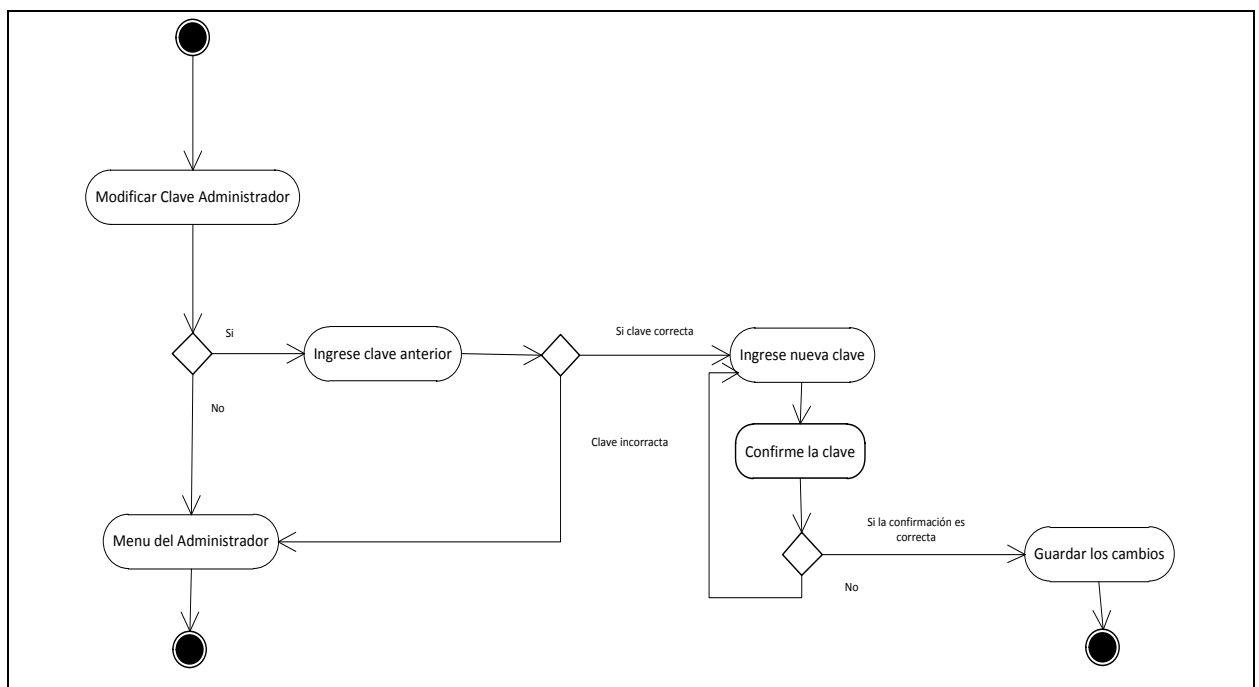 Modificar Clave Administrador
Si
Ingrese clave anterior
Si clave correcta
Ingrese nueva clave
No
Clave incorracta
Confirme la clave
Menu del Administrador
Si la confirmación es
correcta
Guardar los cambios
No